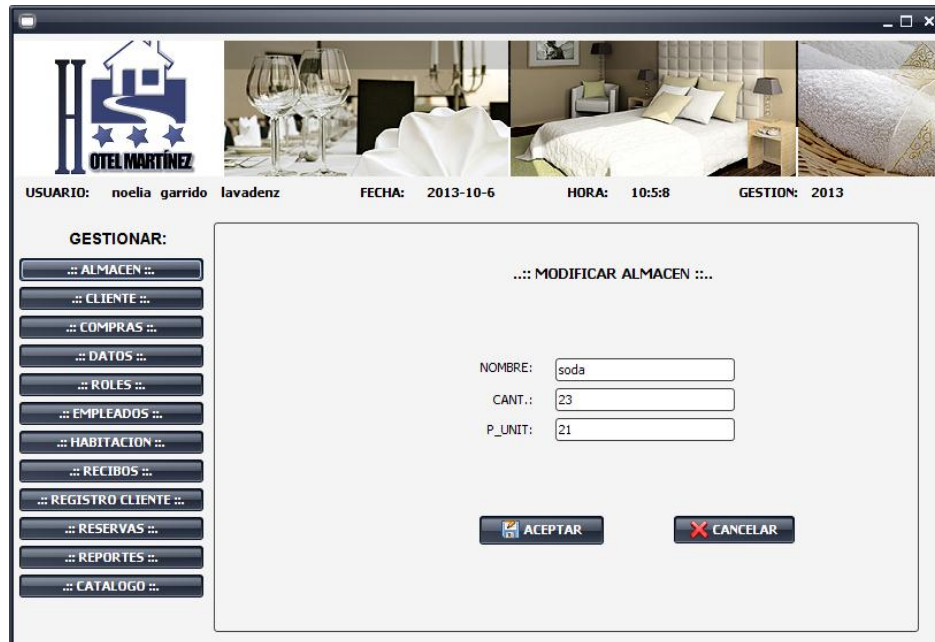 H
OTEL MARTÍNEZ
USUARIO: noelia garrido lavadenz FECHA: 2013-10-6 HORA: 10:5:8 GESTION: 2013
GESTIONAR:
.:: ALMACEN ::.
.:: CLIENTE ::.
.:: COMPRAS ::.
.:: DATOS ::.
.:: ROLES ::.
.:: EMPLEADOS ::.
.:: HABITACION ::.
.:: RECIBOS ::.
.:: REGISTRO CLIENTE ::.
.:: RESERVAS ::.
.:: REPORTES ::.
.:: CATALOGO ::.
..:: MODIFICAR ALMACEN ::..
NOMBRE: soda
CANT.: 23
P_UNIT: 21
ACEPTAR CANCELAR